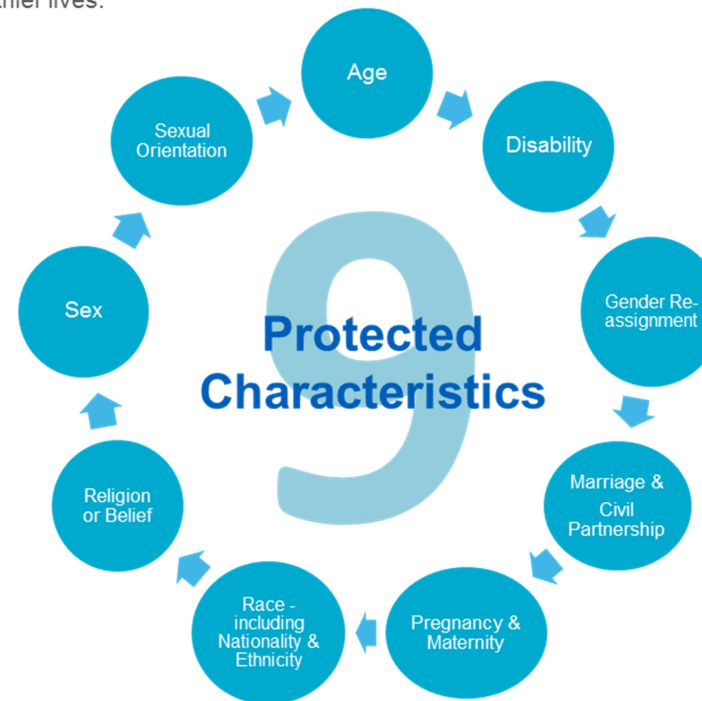 lives.
Age
Disability
Gender Re-
assignment
Marriage &
Civil
Partnership
Pregnancy &
Maternity
Race -
including
Nationality &
Ethnicity
Religion
or Belief
Sex
Sexual
Orientation
9
Protected
Characteristics